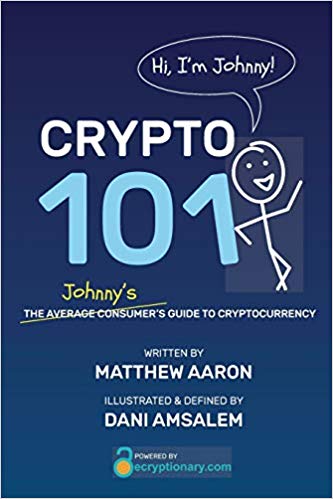 Hi, I'm Johnny!
CRYPTO
101
Johnny's
THE AVERAGE CONSUMER'S GUIDE TO CRYPTOCURRENCY
WRITTEN BY
MATTHEW AARON
ILLUSTRATED & DEFINED BY
DANI AMSALEM
POWERED BY
ecryptionary.com